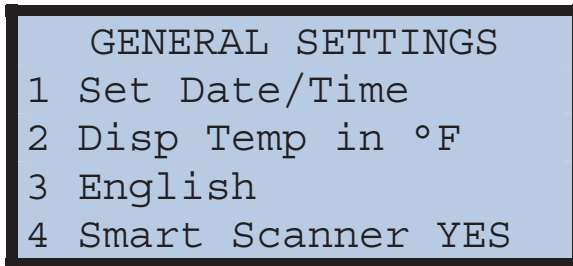 GENERAL SETTINGS
1 Set Date/Time
2 Disp Temp in °F
3 English
4 Smart Scanner YES